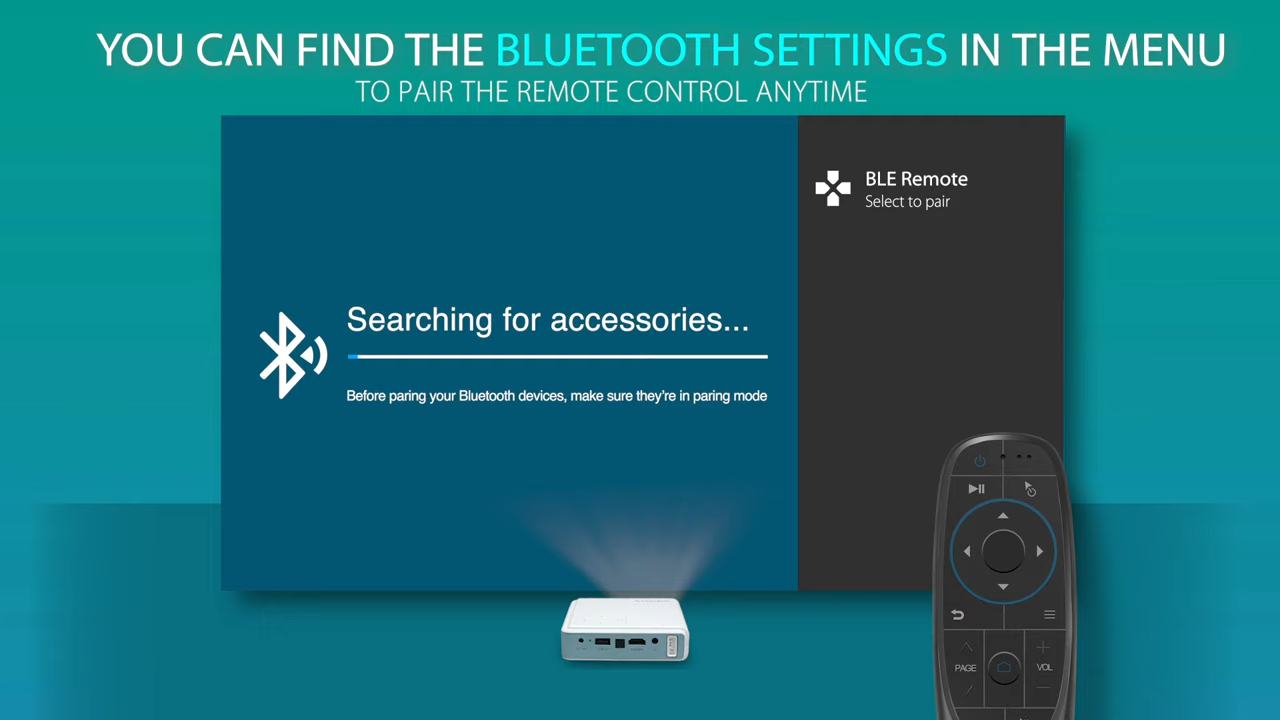 YOU CAN FIND THE BLUETOOTH SETTINGS IN THE MENU
TO PAIR THE REMOTE CONTROL ANYTIME
BLE Remote
Select to pair
Searching for accessories...
Before paring your Bluetooth devices, make sure they're in paring mode
PAGE
VOL